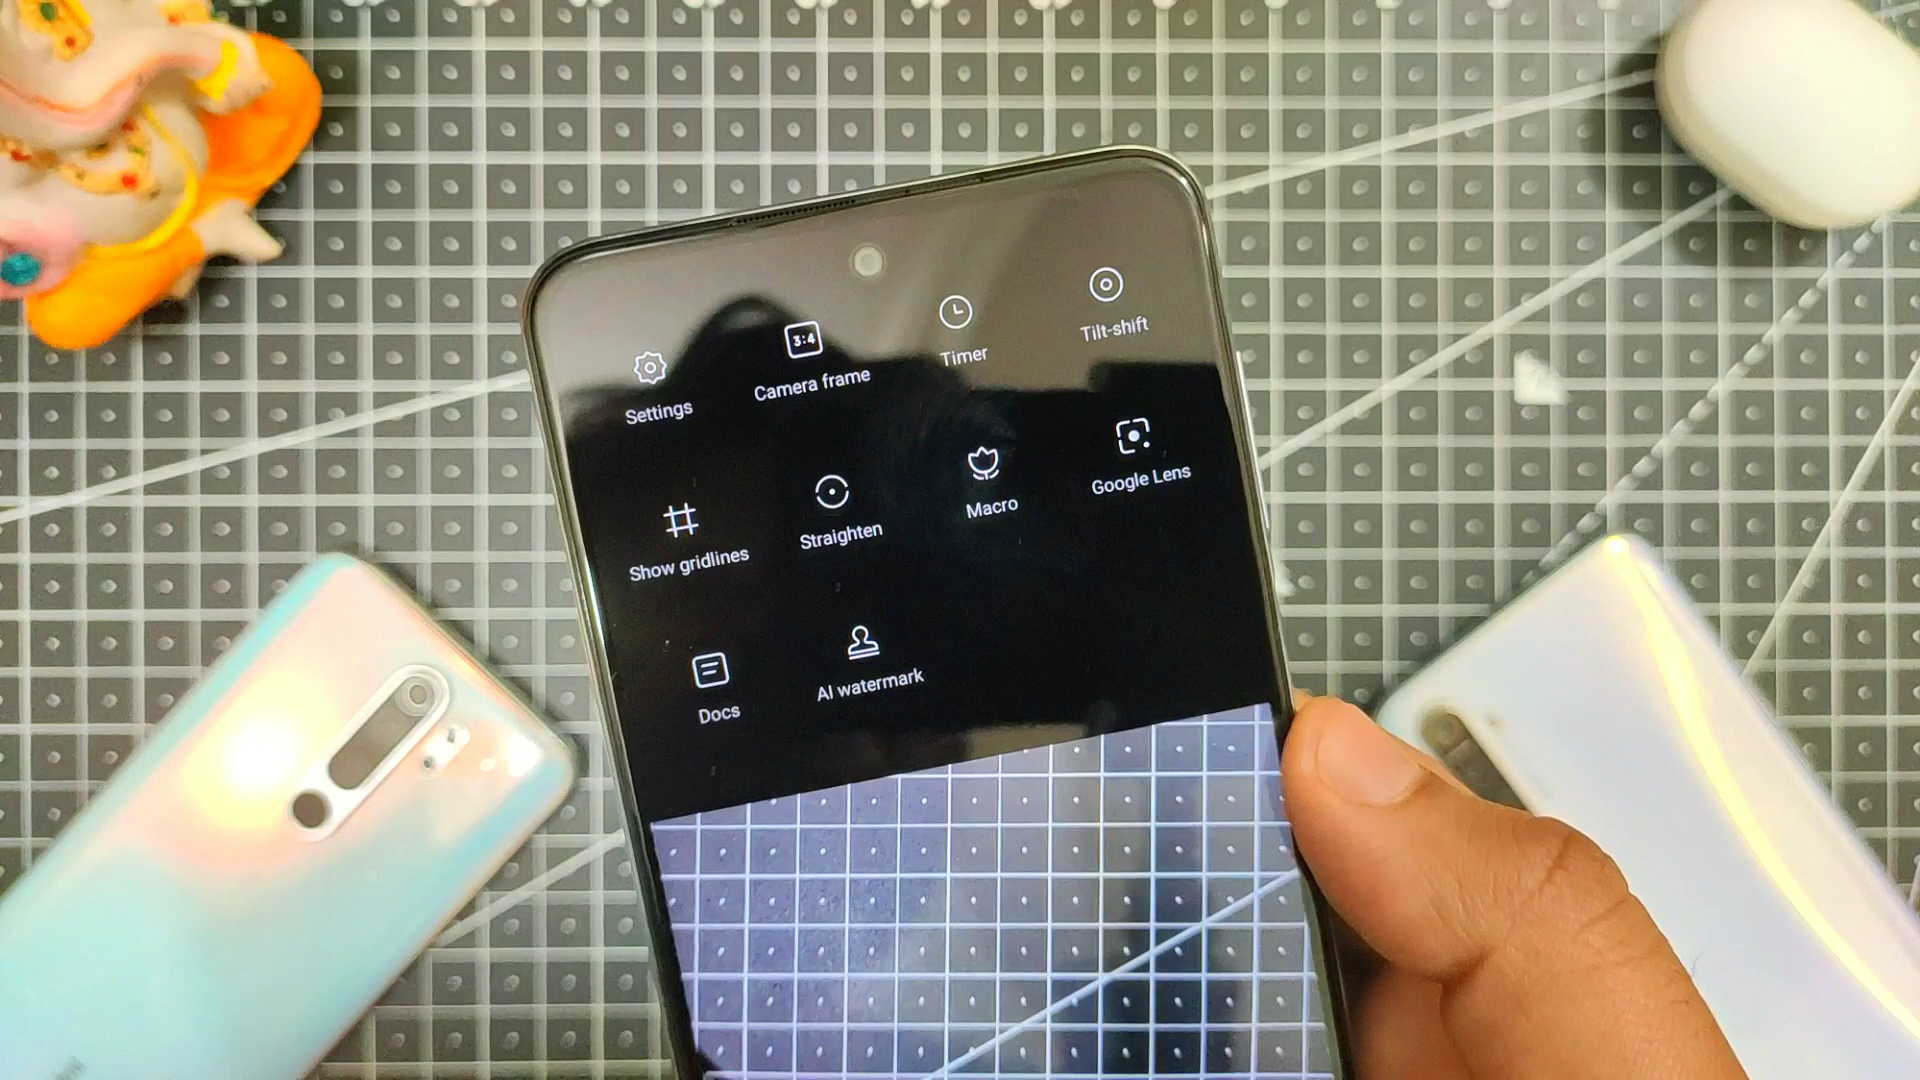 Settings
3:4
Camera frame
Timer
Tilt-shift
Show gridlines
Straighten
Macro
Google Lens
Docs
AI watermark